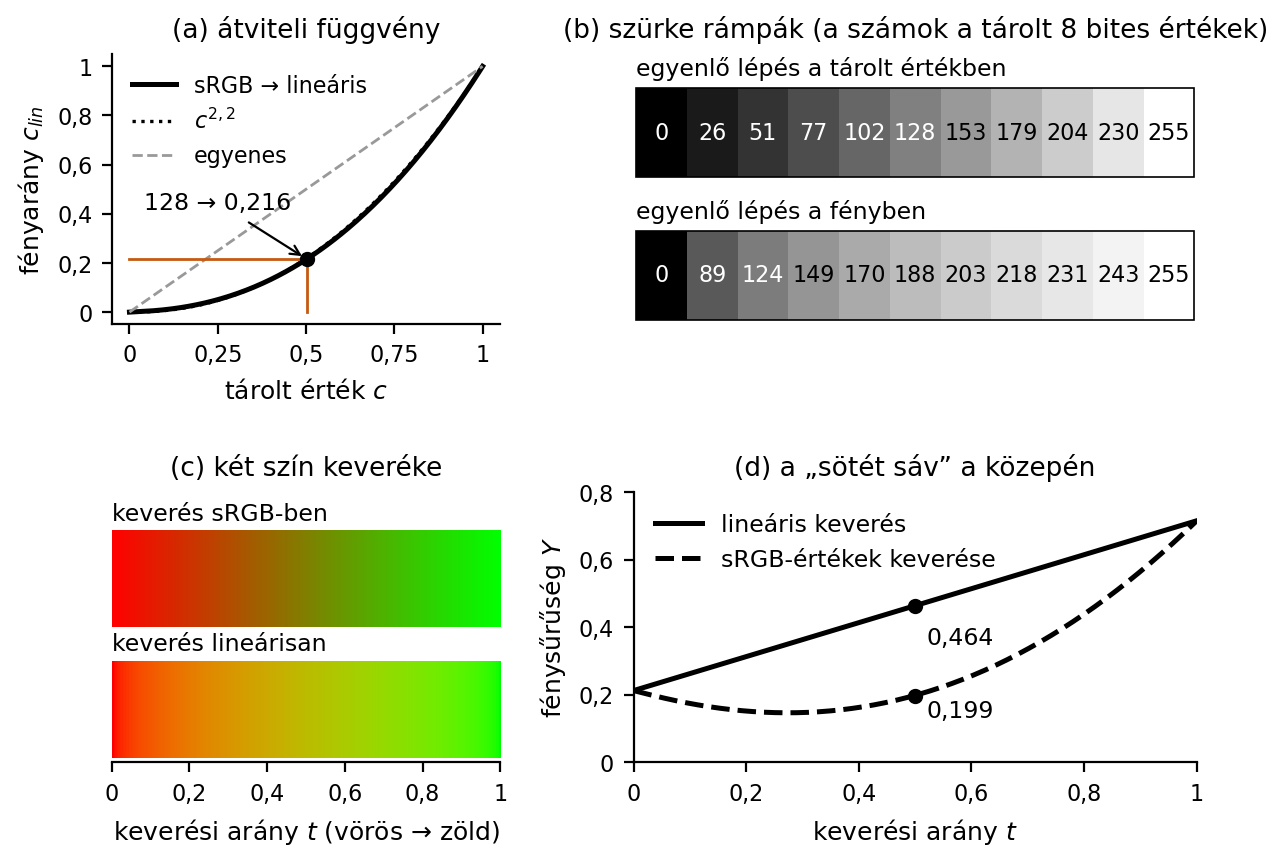 (a) átviteli függvény
fényarány c_lin
1
0,8
0,6
0,4
0,2
0
sRGB → lineáris
c^2,2
egyenes
128 → 0,216
0 0,25 0,5 0,75 1
tárolt érték c
(b) szürke rámpák (a számok a tárolt 8 bites értékek)
egyenlő lépés a tárolt értékben
0 26 51 77 102 128 153 179 204 230 255
egyenlő lépés a fényben
0 89 124 149 170 188 203 218 231 243 255
(c) két szín keveréke
keverés sRGB-ben
keverés lineárisan
0 0,2 0,4 0,6 0,8 1
keverési arány t (vörös → zöld)
(d) a „sötét sáv” a közepén
fénysűrűség Y
0,8
0,6
0,4
0,2
0
lineáris keverés
sRGB-értékek keverése
0,464
0,199
0 0,2 0,4 0,6 0,8 1
keverési arány t